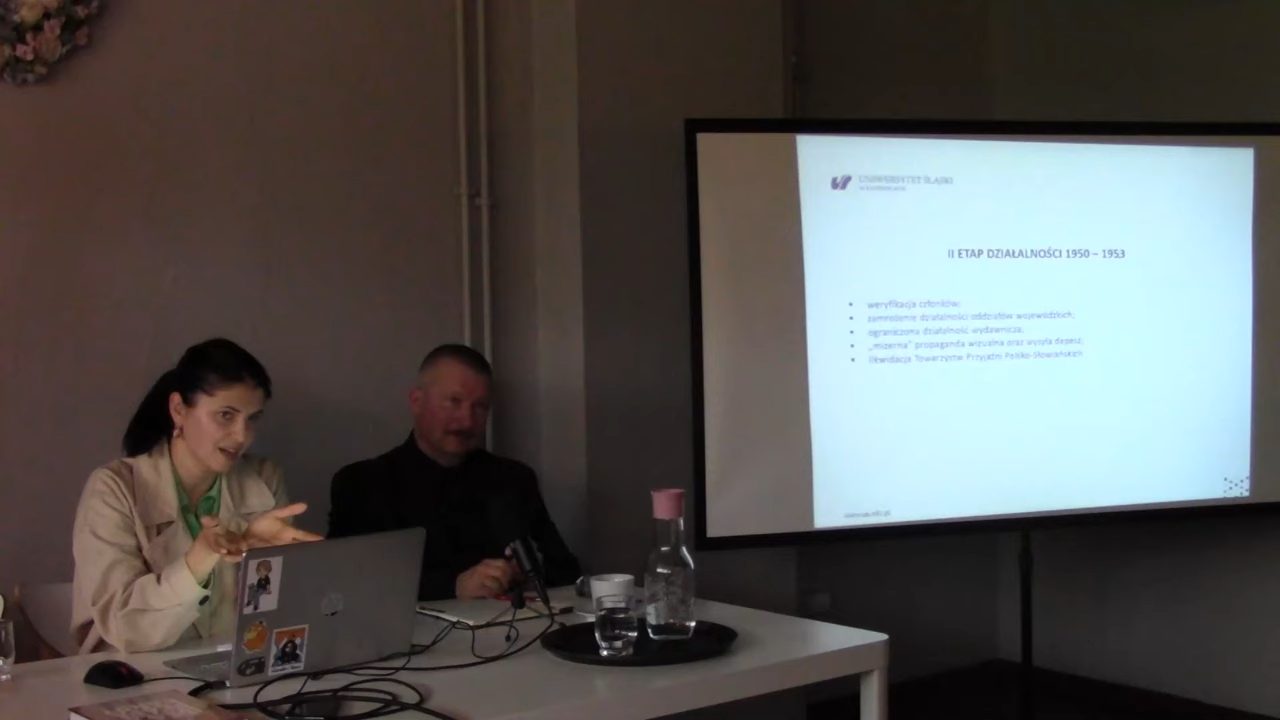 UNIWERSYTET ŚLĄSKI
W KATOWICACH
II ETAP DZIAŁALNOŚCI 1950 – 1953
• weryfikacja członków;
• zamrożenie działalności oddziałów wojewódzkich;
• ograniczona działalność wydawnicza;
• „mizerna” propaganda wizualna oraz wysyła depesz;
• likwidacja Towarzystw Przyjaźni Polsko-Słowiańskich